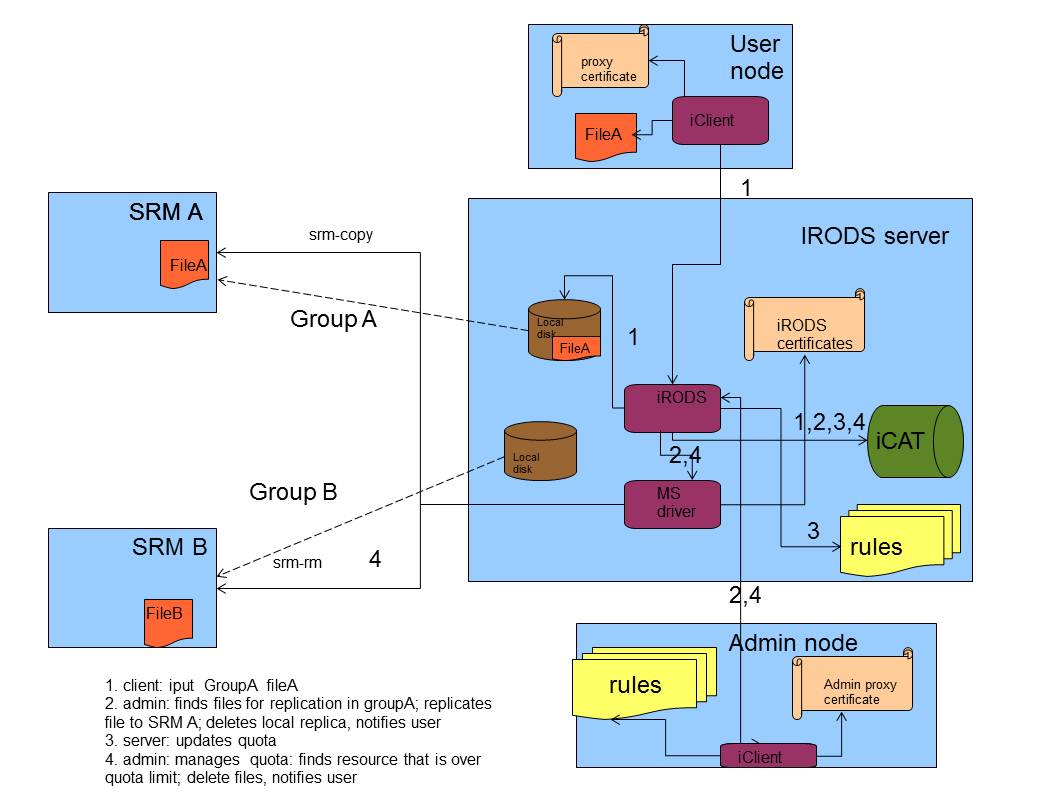 User
node
proxy
certificate
iClient
FileA
1
SRM A
FileA
srm-copy
Group A
IRODS server
Local
disk
FileA
1
iRODS
certificates
iRODS
1,2,3,4
iCAT
2,4
Local
disk
MS
driver
Group B
SRM B
srm-rm
4
3
rules
FileB
2,4
Admin node
rules
Admin proxy
certificate
iClient
1. client: iput  GroupA  fileA
2. admin: finds files for replication in groupA; replicates
file to SRM A; deletes local replica, notifies user
3. server: updates quota
4. admin: manages  quota: finds resource that is over
quota limit; delete files, notifies user